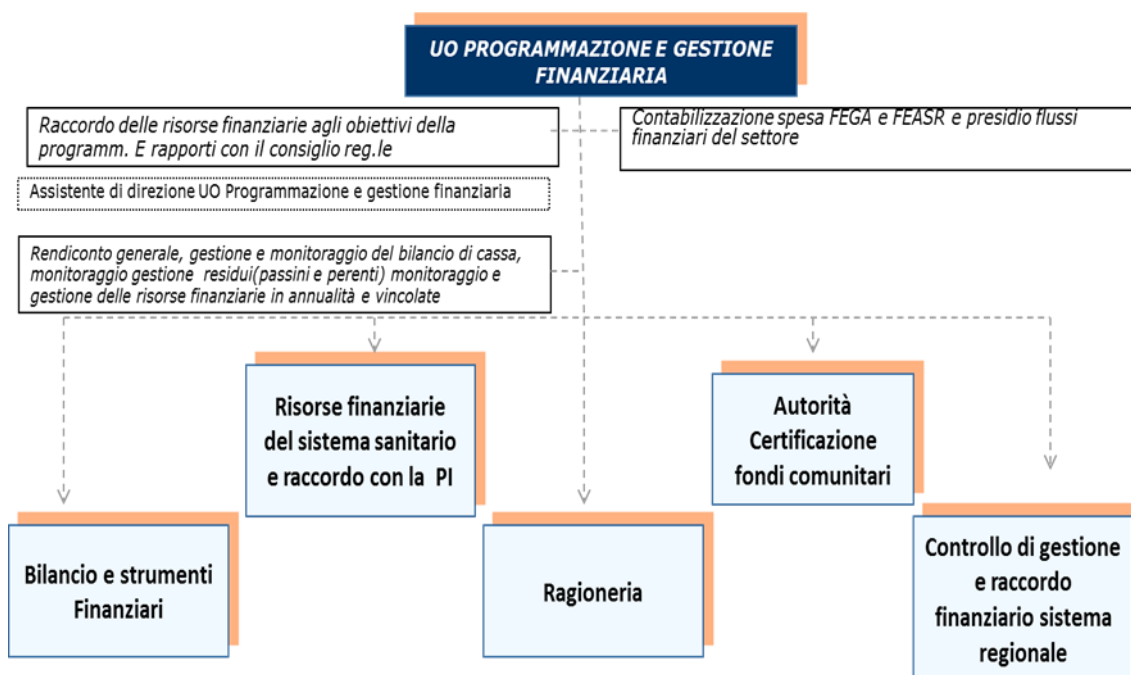 UO PROGRAMMAZIONE E GESTIONE
FINANZIARIA
Raccordo delle risorse finanziarie agli obiettivi della
programm. E rapporti con il consiglio reg.le
Contabilizzazione spesa FEGA e FEASR e presidio flussi
finanziari del settore
Assistente di direzione UO Programmazione e gestione finanziaria
Rendiconto generale, gestione e monitoraggio del bilancio di cassa,
monitoraggio gestione residui(passini e perenti) monitoraggio e
gestione delle risorse finanziarie in annualità e vincolate
Bilancio e strumenti
Finanziari
Risorse finanziarie
del sistema sanitario
e raccordo con la PI
Ragioneria
Autorità
Certificazione
fondi comunitari
Controllo di gestione
e raccordo
finanziario sistema
regionale